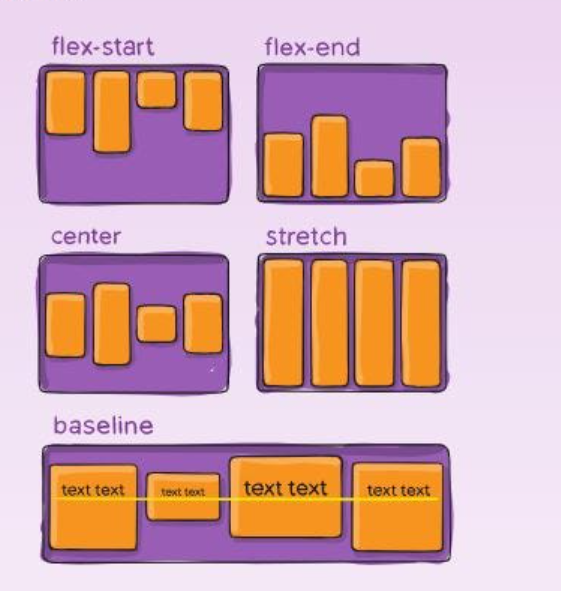 flex-start
flex-end
center
stretch
baseline
text text
text text
text text
text text